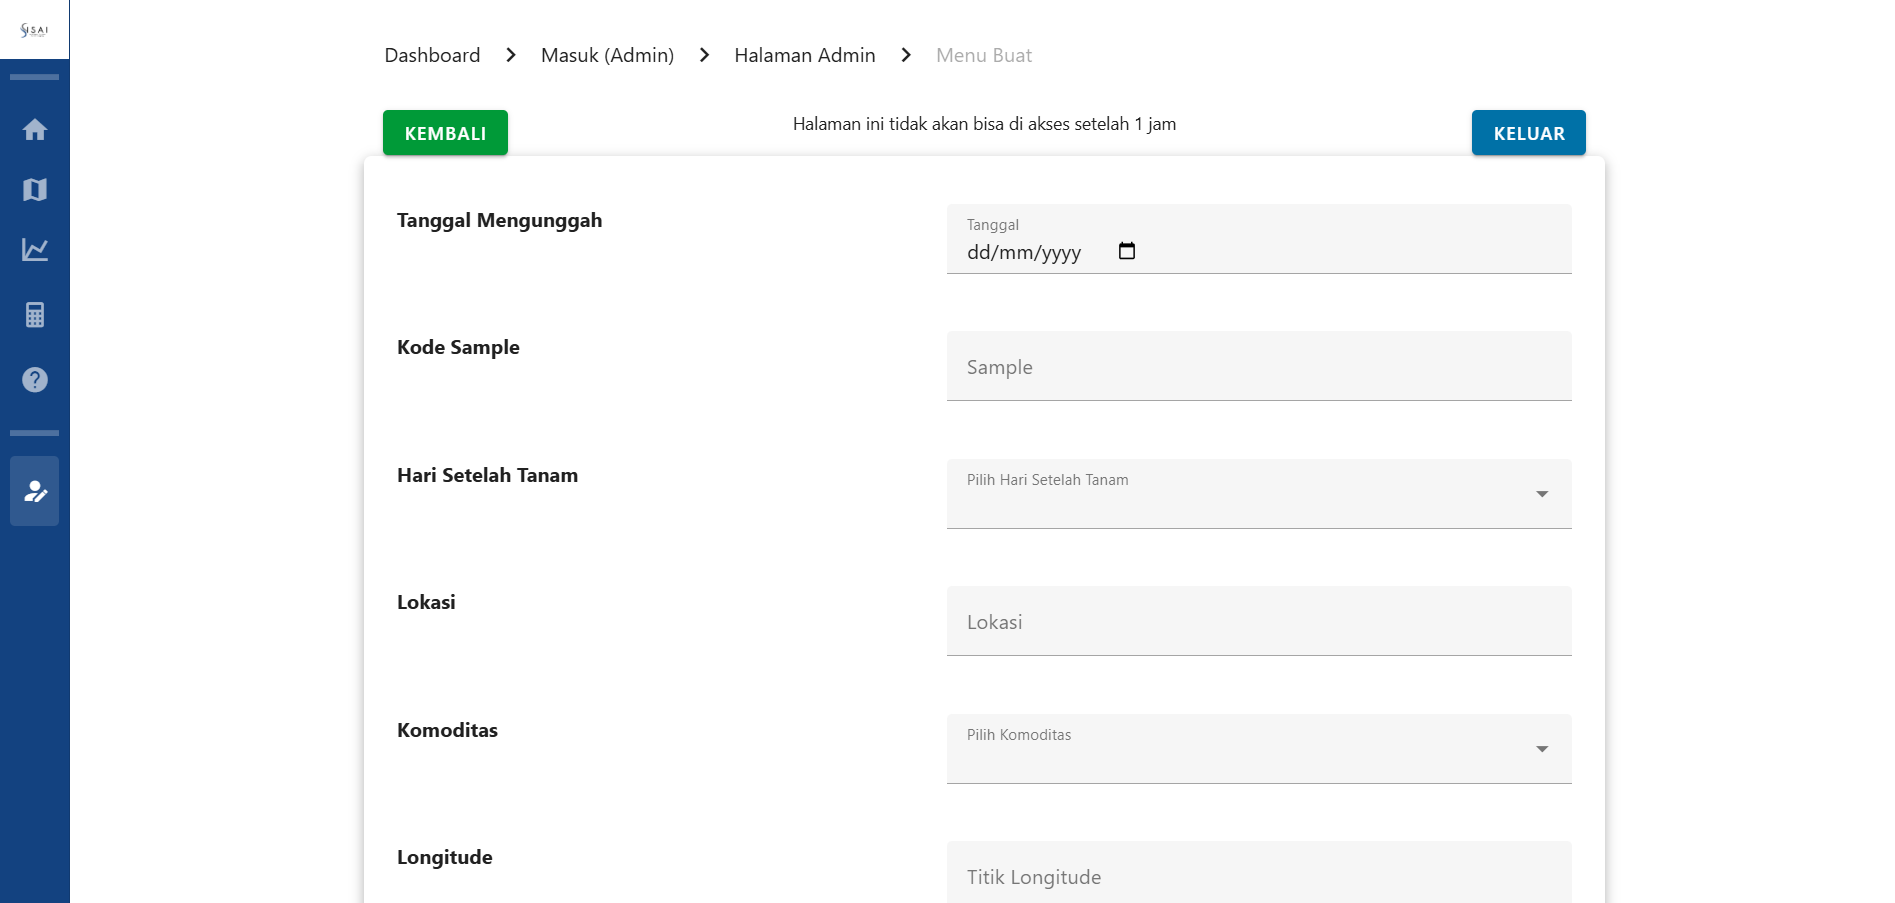 SISAI
Dashboard > Masuk (Admin) > Halaman Admin > Menu Buat
KEMBALI
Halaman ini tidak akan bisa di akses setelah 1 jam
KELUAR
Tanggal Mengunggah
Tanggal
dd/mm/yyyy
Kode Sample
Sample
Hari Setelah Tanam
Pilih Hari Setelah Tanam
Lokasi
Lokasi
Komoditas
Pilih Komoditas
Longitude
Titik Longitude